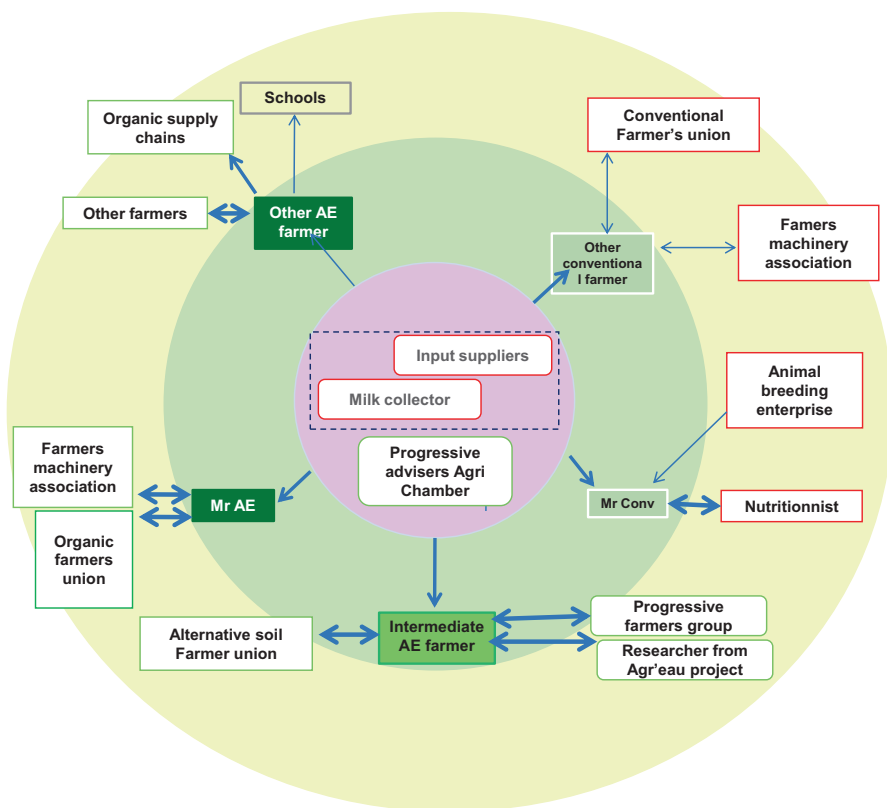 Schools
Organic supply
chains
Conventional
Farmer's union
Other farmers
Other AE
farmer
Other
conventiona
l farmer
Famers
machinery
association
Input suppliers
Milk collector
Animal
breeding
enterprise
Progressive
advisers Agri
Chamber
Farmers
machinery
association
Mr AE
Mr Conv
Nutritionnist
Organic
farmers
union
Alternative soil
Farmer union
Intermediate
AE farmer
Progressive
farmers group
Researcher from
Agr'eau project